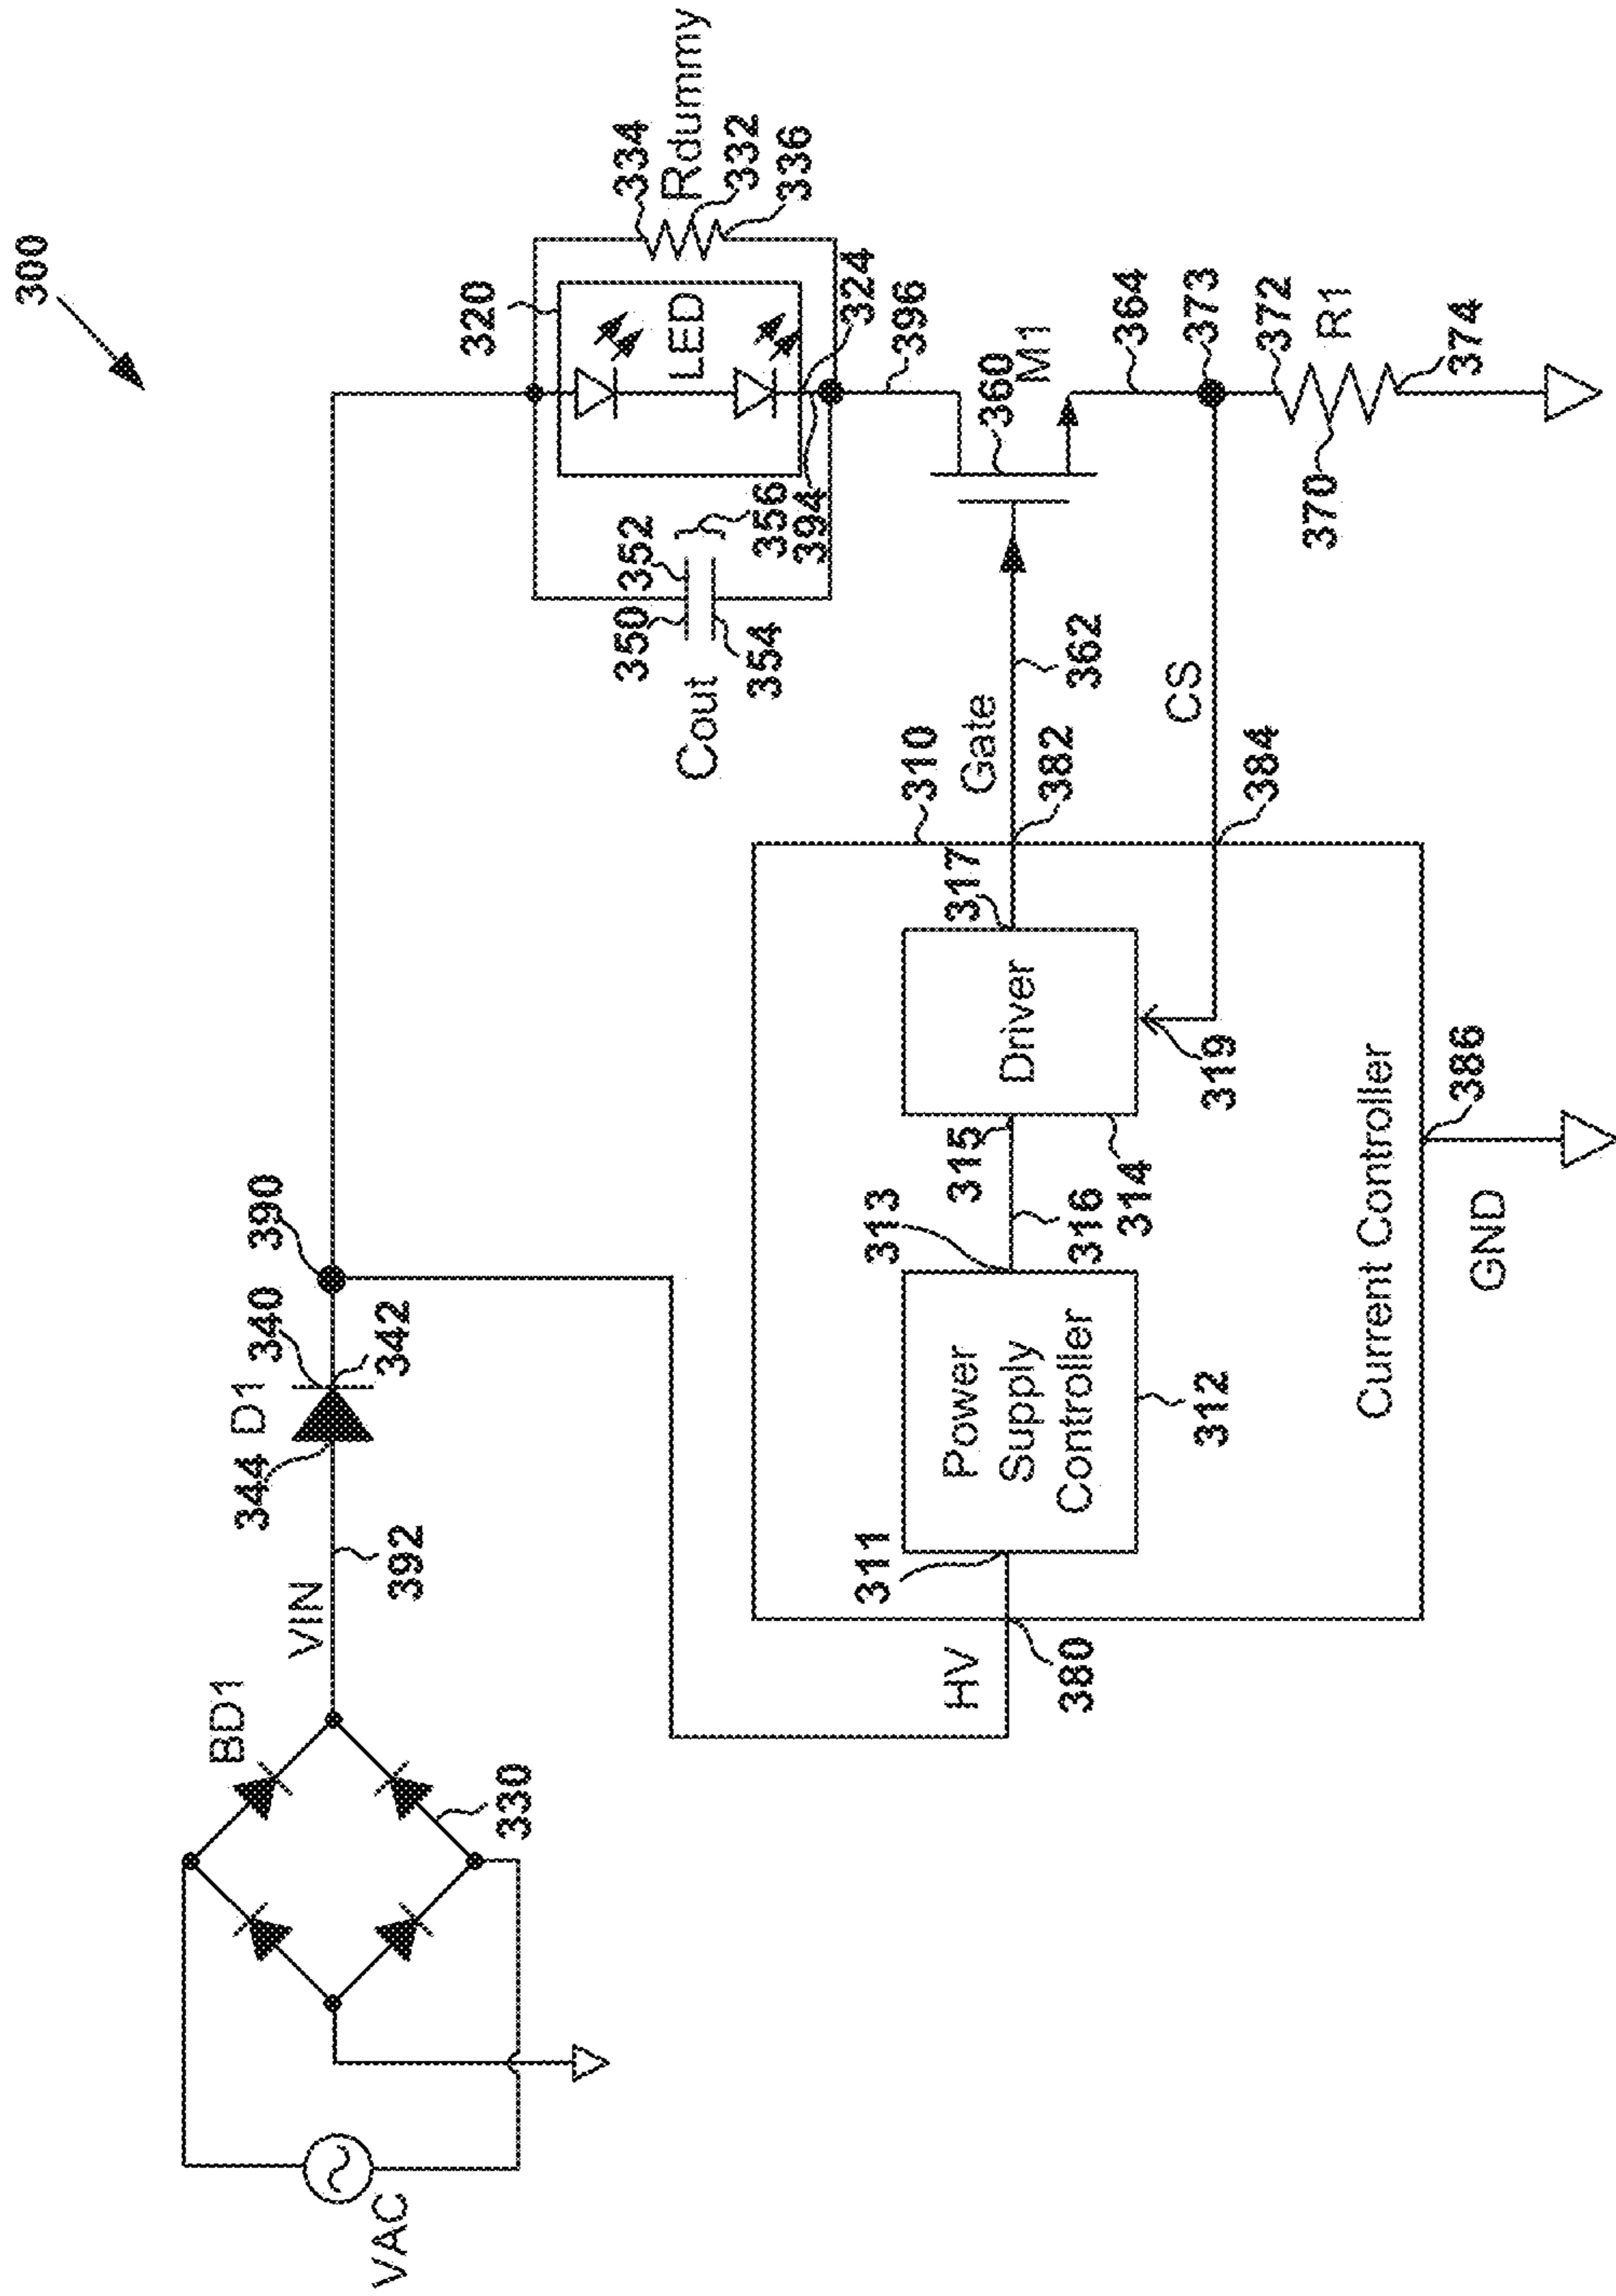 300
VAC
BD1
330
VIN
392
344
D1
340
342
390
320
LED
334
Rdummy
332
336
324
394
396
Cout
350
352
354
356
360
M1
364
373
372
R1
370
374
HV
380
311
Power
Supply
Controller
312
313
316
315
314
Driver
317
319
310
Gate
382
362
CS
384
Current Controller
386
GND